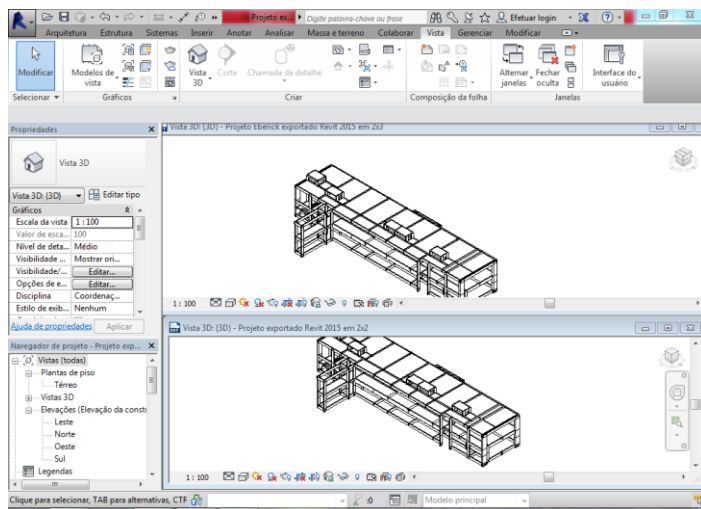 Projeto ex... Digite palavra-chave ou frase Efetuar login
Arquitetura Estrutura Sistemas Inserir Anotar Analisar Massa e terreno Colaborar Vista Gerenciar Modificar
Modificar Modelos de vista Vista 3D Corte Chamada de detalhe Alternar janelas Fechar oculta Interface do usuário
Selecionar Gráficos Criar Composição da folha Janelas
Propriedades
Vista 3D: {3D} - Projeto Eberick exportado Revit 2015 em 2x3
Vista 3D
Vista 3D: {3D} Editar tipo
Gráficos
Escala da vista 1 : 100
Valor de esca... 100
Nível de deta... Médio
Visibilidade ... Mostrar ori...
Visibilidade/... Editar...
Opções de e... Editar...
Disciplina Coordenaç...
Estilo de exib... Nenhum
1 : 100
Ajuda de propriedades Aplicar
Vista 3D: {3D} - Projeto exportado Revit 2015 em 2x2
Navegador de projeto - Projeto exp...
Vistas (todas)
Plantas de piso
Térreo
Vistas 3D
Elevações (Elevação da consti
Leste
Norte
Oeste
Sul
Legendas
1 : 100
Clique para selecionar, TAB para alternativas, CTF :0 Modelo principal